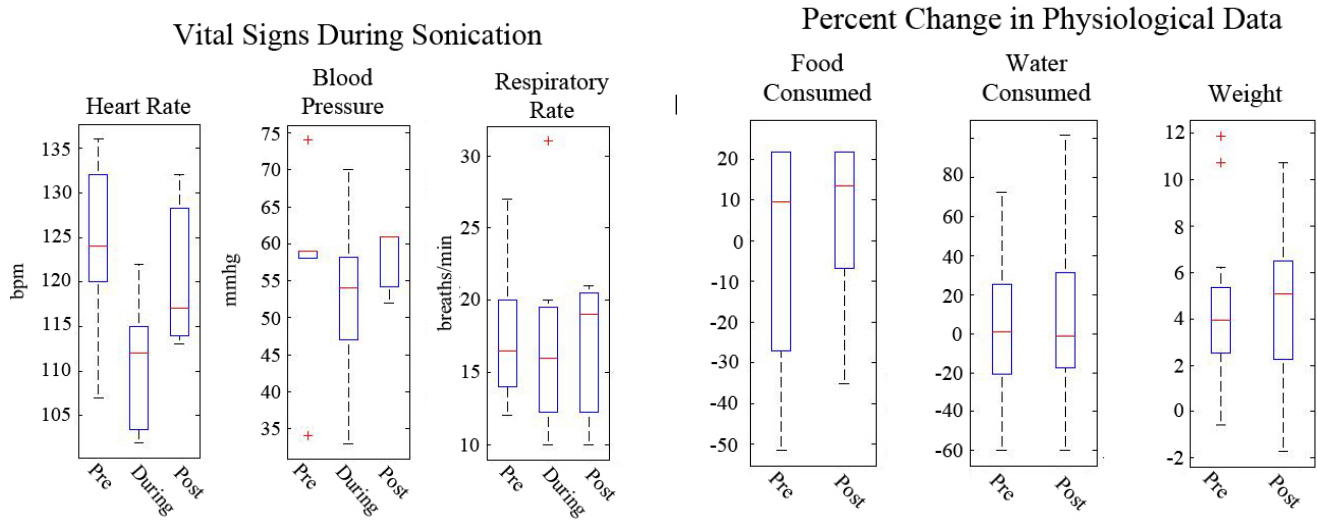 Vital Signs During Sonication
Heart Rate
bpm
135
130
125
120
115
110
105
Pre
During
Post
Blood
Pressure
mmhg
75
70
65
60
55
50
45
40
35
Pre
During
Post
Respiratory
Rate
breaths/min
30
25
20
15
10
Pre
During
Post
Percent Change in Physiological Data
Food
Consumed
20
10
0
-10
-20
-30
-40
-50
Pre
Post
Water
Consumed
80
60
40
20
0
-20
-40
-60
Pre
Post
Weight
12
10
8
6
4
2
0
-2
Pre
Post